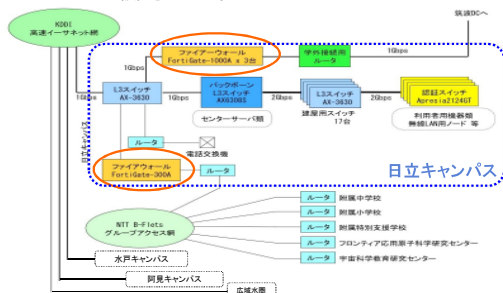 KDDI
高速イーサネット網
筑波DCへ
ファイアーウォール
FortiGate-1000A x 3台
学外接続用
ルータ
1Gbps
1Gbps
1Gbps
L3スイッチ
AX-3630
1Gbps
バックボーン
L3スイッチ
AX6308S
2Gbps
L3スイッチ
AX-3630
2Gbps
認証スイッチ
Apresia2124GT
センターサーバ類
建屋用スイッチ
17台
利用者用機器類
無線LAN用ノード 等
日立キャンパス
ルータ
電話交換機
ファイアウォール
FortiGate-300A
ルータ
日立キャンパス
NTT B-Flets
グループアクセス網
ルータ 附属中学校
ルータ 附属小学校
ルータ 附属特別支援学校
ルータ フロンティア応用原子科学研究センター
ルータ 宇宙科学教育研究センター
水戸キャンパス
阿見キャンパス
広域水圏